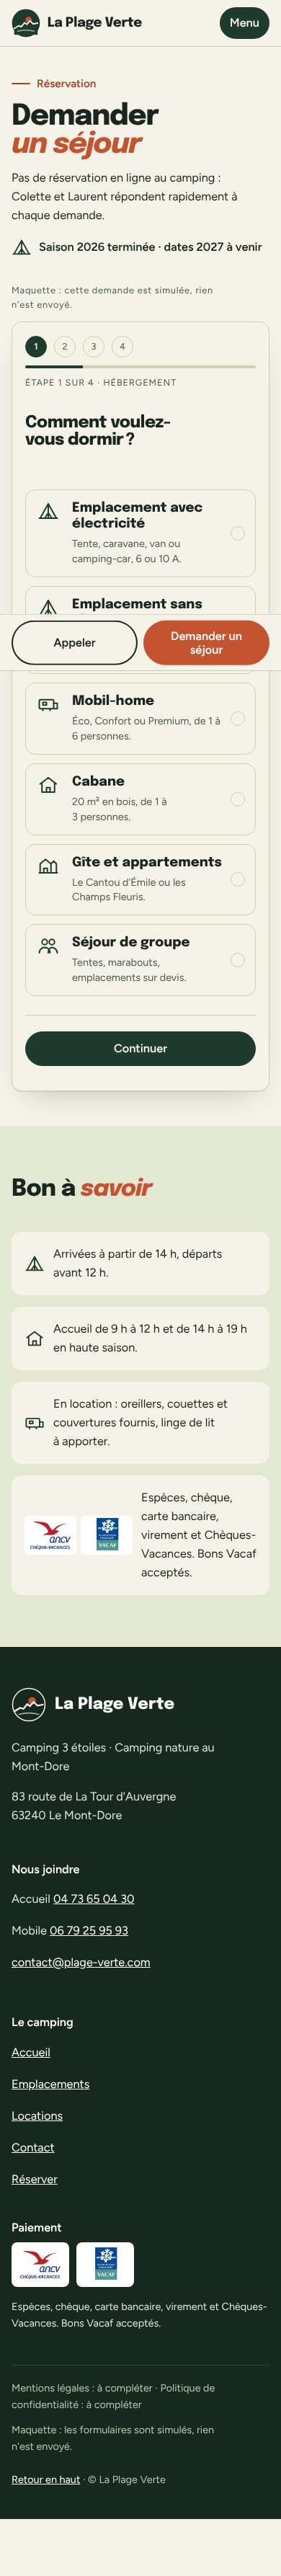 La Plage Verte
Menu
Réservation
Demander
un séjour
Pas de réservation en ligne au camping :
Colette et Laurent répondent rapidement à
chaque demande.
Saison 2026 terminée · dates 2027 à venir
Maquette : cette demande est simulée, rien
n'est envoyé.
1 2 3 4
ÉTAPE 1 SUR 4 · HÉBERGEMENT
Comment voulez-
vous dormir ?
Emplacement avec
électricité
Tente, caravane, van ou
camping-car, 6 ou 10 A.
Emplacement sans
Appeler
Demander un
séjour
Mobil-home
Éco, Confort ou Premium, de 1 à
6 personnes.
Cabane
20 m² en bois, de 1 à
3 personnes.
Gîte et appartements
Le Cantou d'Émile ou les
Champs Fleuris.
Séjour de groupe
Tentes, marabouts,
emplacements sur devis.
Continuer
Bon à savoir
Arrivées à partir de 14 h, départs
avant 12 h.
Accueil de 9 h à 12 h et de 14 h à 19 h
en haute saison.
En location : oreillers, couettes et
couvertures fournis, linge de lit
à apporter.
ancv
CHÈQUE-VACANCES
VACAF
Espèces, chèque,
carte bancaire,
virement et Chèques-
Vacances. Bons Vacaf
acceptés.
La Plage Verte
Camping 3 étoiles · Camping nature au
Mont-Dore
83 route de La Tour d'Auvergne
63240 Le Mont-Dore
Nous joindre
Accueil 04 73 65 04 30
Mobile 06 79 25 95 93
contact@plage-verte.com
Le camping
Accueil
Emplacements
Locations
Contact
Réserver
Paiement
ancv
CHÈQUE-VACANCES
VACAF
Espèces, chèque, carte bancaire, virement et Chèques-
Vacances. Bons Vacaf acceptés.
Mentions légales : à compléter · Politique de
confidentialité : à compléter
Maquette : les formulaires sont simulés, rien
n'est envoyé.
Retour en haut · © La Plage Verte